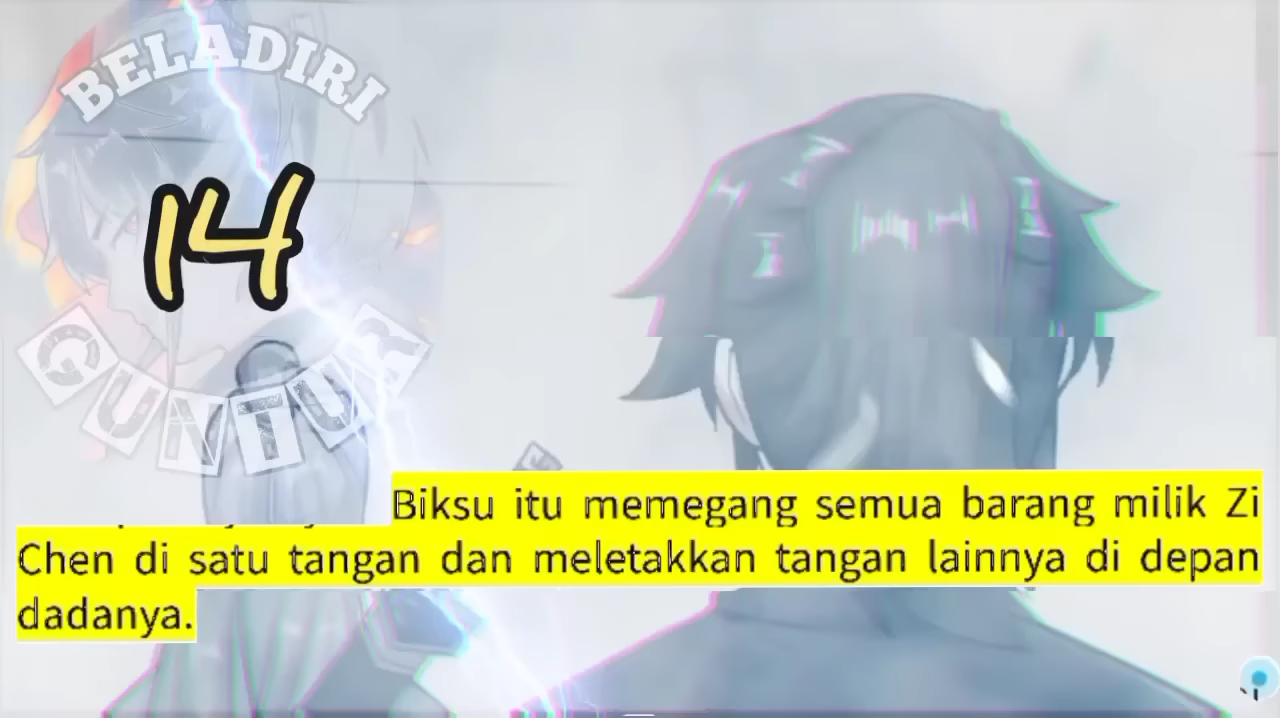 BELADIRI
14
QUNTUS
Biksu itu memegang semua barang milik Zi
Chen di satu tangan dan meletakkan tangan lainnya di depan
dadanya.